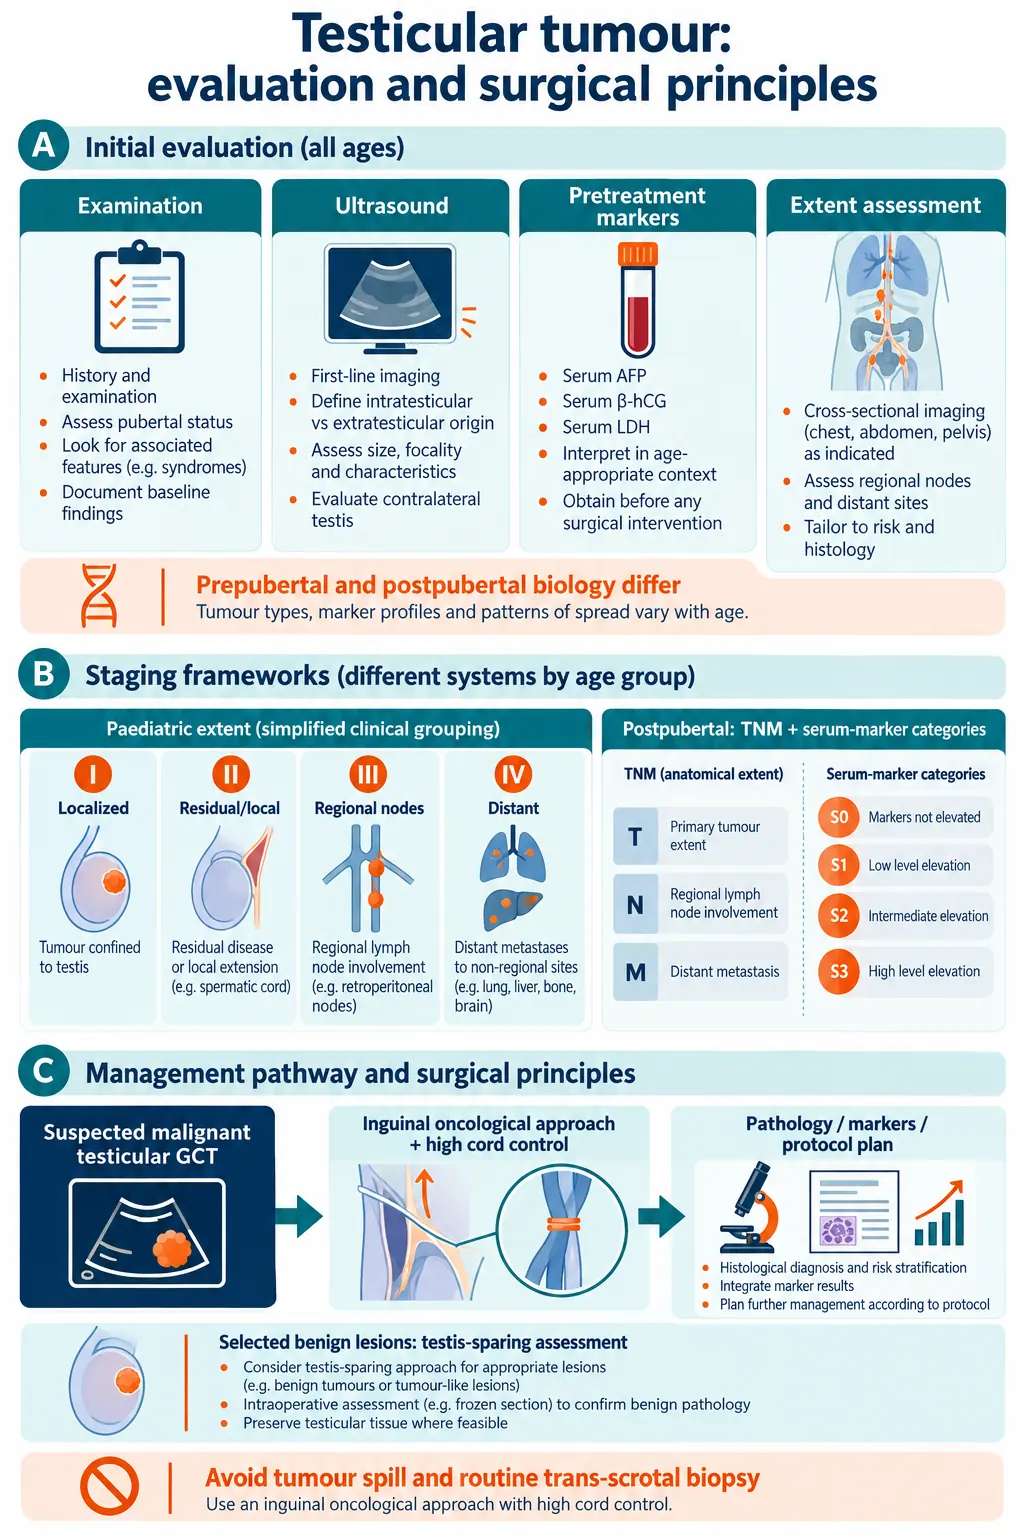 Testicular tumour:
evaluation and surgical principles
A
Initial evaluation (all ages)
Examination
• History and
examination
• Assess pubertal status
• Look for associated
features (e.g. syndromes)
• Document baseline
findings
Ultrasound
• First-line imaging
• Define intratesticular
vs extratesticular origin
• Assess size, focality
and characteristics
• Evaluate contralateral
testis
Pretreatment
markers
• Serum AFP
• Serum β-hCG
• Serum LDH
• Interpret in age-
appropriate context
• Obtain before any
surgical intervention
Extent assessment
• Cross-sectional imaging
(chest, abdomen, pelvis)
as indicated
• Assess regional nodes
and distant sites
• Tailor to risk and
histology
Prepubertal and postpubertal biology differ
Tumour types, marker profiles and patterns of spread vary with age.
B
Staging frameworks (different systems by age group)
Paediatric extent (simplified clinical grouping)
I
Localized
Tumour confined
to testis
II
Residual/local
Residual disease
or local extension
(e.g. spermatic cord)
III
Regional nodes
Regional lymph
node involvement
(e.g. retroperitoneal
nodes)
IV
Distant
Distant metastases
to non-regional sites
(e.g. lung, liver, bone,
brain)
Postpubertal: TNM + serum-marker categories
TNM (anatomical extent)
T
Primary tumour
extent
N
Regional lymph
node involvement
M
Distant metastasis
Serum-marker categories
S0
Markers not elevated
S1
Low level elevation
S2
Intermediate elevation
S3
High level elevation
C
Management pathway and surgical principles
Suspected malignant
testicular GCT
Inguinal oncological approach
+ high cord control
Pathology / markers /
protocol plan
• Histological diagnosis and risk stratification
• Integrate marker results
• Plan further management according to protocol
Selected benign lesions: testis-sparing assessment
• Consider testis-sparing approach for appropriate lesions
(e.g. benign tumours or tumour-like lesions)
• Intraoperative assessment (e.g. frozen section) to confirm benign pathology
• Preserve testicular tissue where feasible
Avoid tumour spill and routine trans-scrotal biopsy
Use an inguinal oncological approach with high cord control.